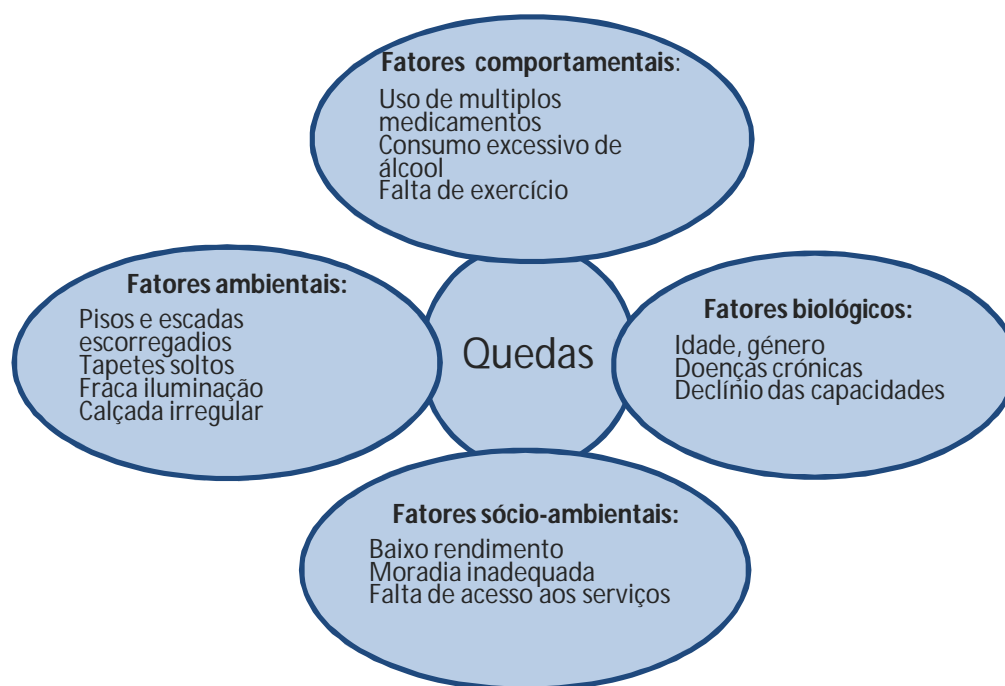 Fatores comportamentais:
Uso de multiplos
medicamentos
Consumo excessivo de
álcool
Falta de exercício
Fatores ambientais:
Pisos e escadas
escorregadios
Tapetes soltos
Fraca iluminação
Calçada irregular
Quedas
Fatores biológicos:
Idade, género
Doenças crónicas
Declínio das capacidades
Fatores sócio-ambientais:
Baixo rendimento
Moradia inadequada
Falta de acesso aos serviços